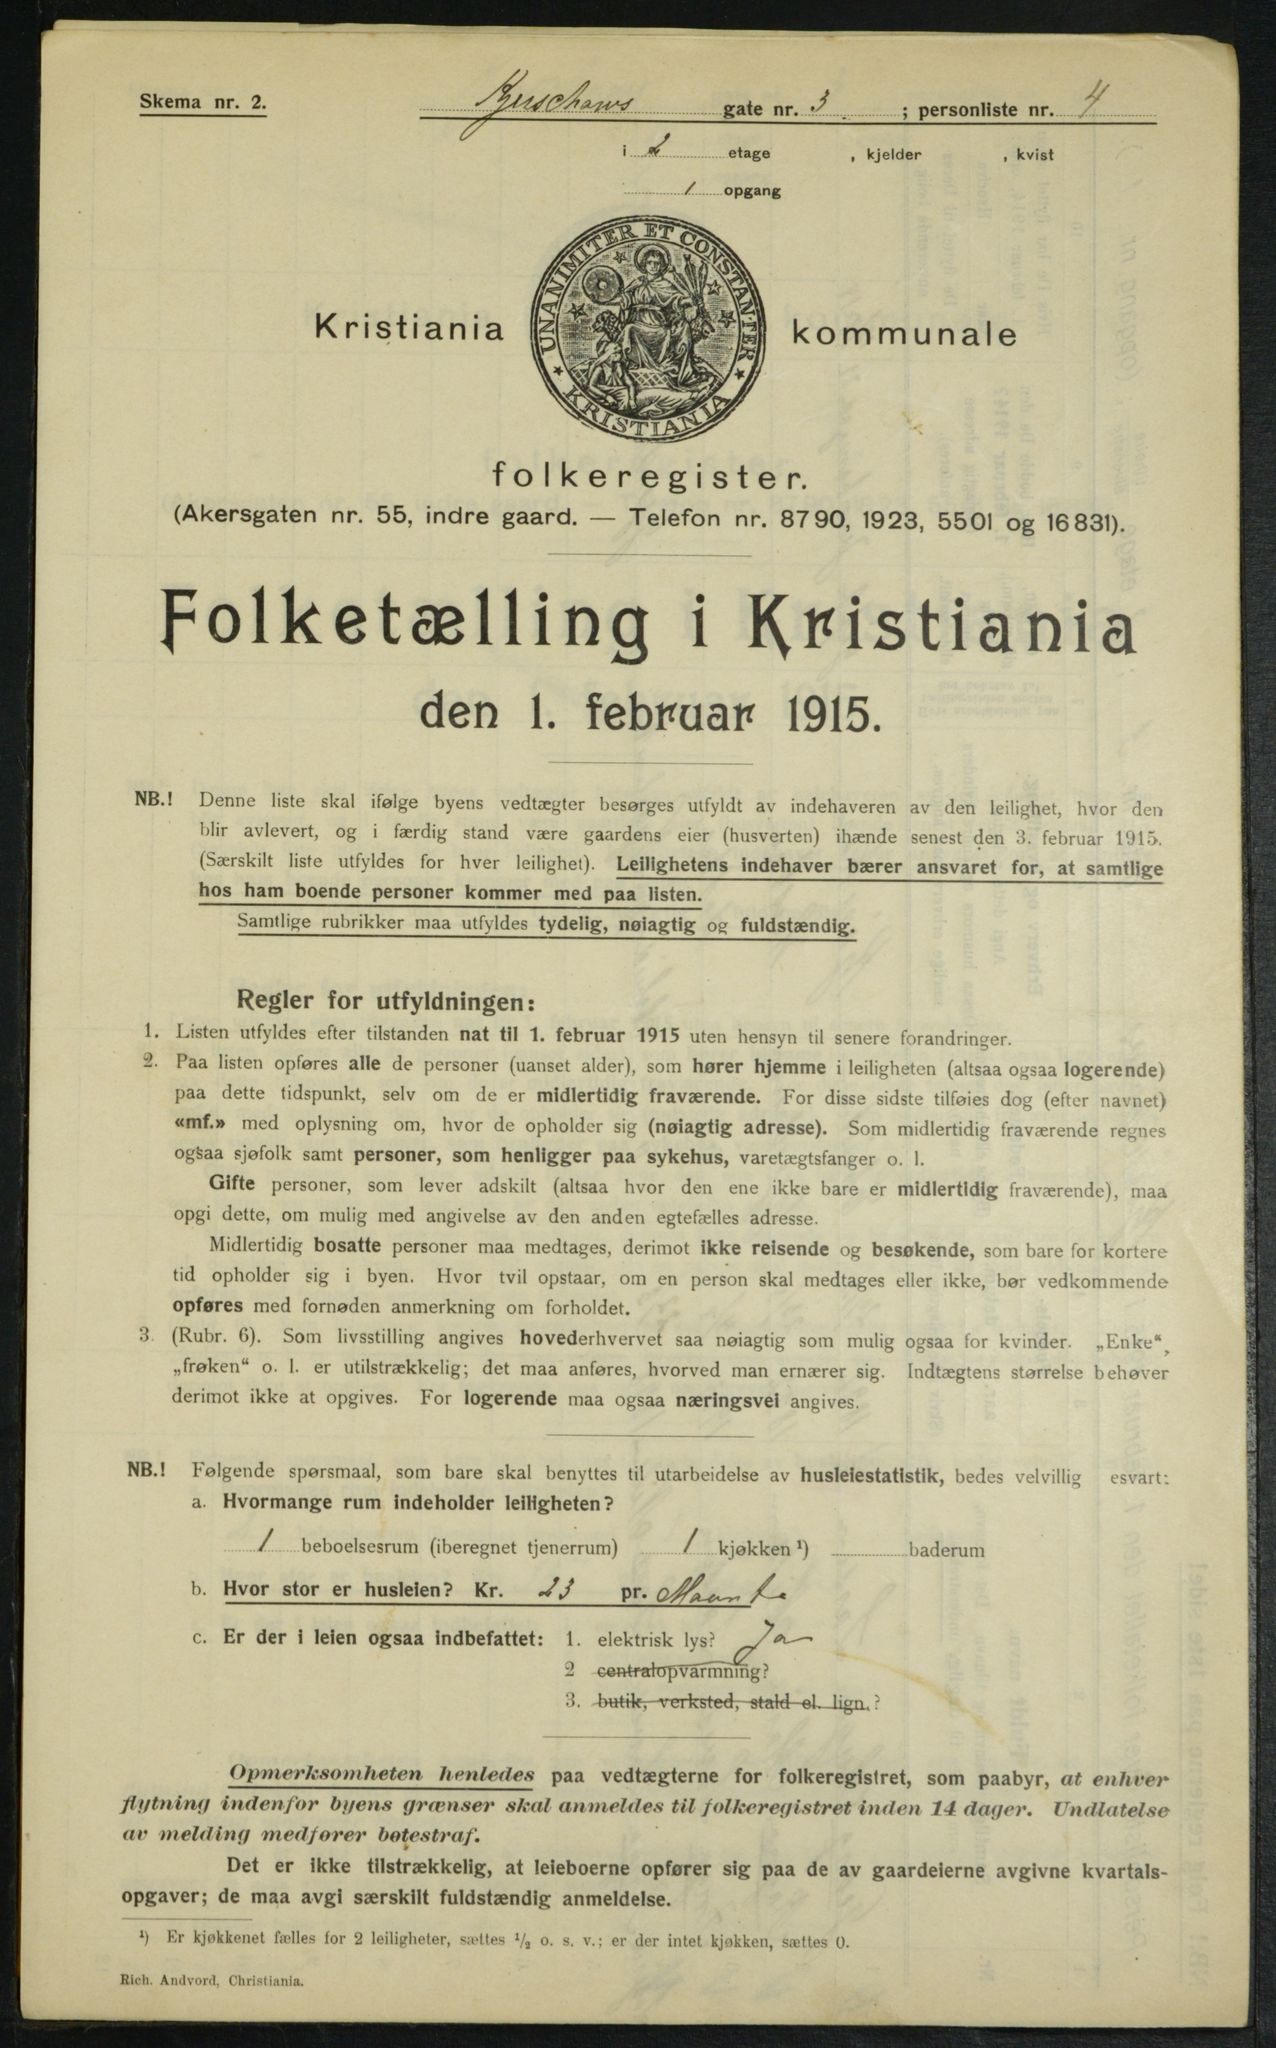 Skema nr. 2.
Kjerschows gate nr. 3 ; personliste nr. 4
i 2 etage , kjelder , kvist
1 opgang
UNANIMITER ET CONSTANTER
KRISTIANIA
Kristiania kommunale
folkeregister.
(Akersgaten nr. 55, indre gaard. — Telefon nr. 8790, 1923, 5501 og 16831).
Folketælling i Kristiania
den 1. februar 1915.
NB.! Denne liste skal ifølge byens vedtægter besørges utfyldt av indehaveren av den leilighet, hvor den
blir avlevert, og i færdig stand være gaardens eier (husverten) ihænde senest den 3. februar 1915.
(Særskilt liste utfyldes for hver leilighet). Leilighetens indehaver bærer ansvaret for, at samtlige
hos ham boende personer kommer med paa listen.
Samtlige rubrikker maa utfyldes tydelig, nøiagtig og fuldstændig.
Regler for utfyldningen:
1. Listen utfyldes efter tilstanden nat til 1. februar 1915 uten hensyn til senere forandringer.
2. Paa listen opføres alle de personer (uanset alder), som hører hjemme i leiligheten (altsaa ogsaa logerende)
paa dette tidspunkt, selv om de er midlertidig fraværende. For disse sidste tilføies dog (efter navnet)
«mf.» med oplysning om, hvor de opholder sig (nøiagtig adresse). Som midlertidig fraværende regnes
ogsaa sjøfolk samt personer, som henligger paa sykehus, varetægtsfanger o. l.
Gifte personer, som lever adskilt (altsaa hvor den ene ikke bare er midlertidig fraværende), maa
opgi dette, om mulig med angivelse av den anden egtefælles adresse.
Midlertidig bosatte personer maa medtages, derimot ikke reisende og besøkende, som bare for kortere
tid opholder sig i byen. Hvor tvil opstaar, om en person skal medtages eller ikke, bør vedkommende
opføres med fornøden anmerkning om forholdet.
3. (Rubr. 6). Som livsstilling angives hovederhvervet saa nøiagtig som mulig ogsaa for kvinder. „Enke“,
„frøken“ o. l. er utilstrækkelig; det maa anføres, hvorved man ernærer sig. Indtægtens størrelse behøver
derimot ikke at opgives. For logerende maa ogsaa næringsvei angives.
NB.! Følgende spørsmaal, som bare skal benyttes til utarbeidelse av husleiestatistik, bedes velvillig esvart:
a. Hvormange rum indeholder leiligheten?
1 beboelsesrum (iberegnet tjenerrum) 1 kjøkken ¹) baderum
b. Hvor stor er husleien? Kr. 23 pr. Maaned
c. Er der i leien ogsaa indbefattet: 1. elektrisk lys? Ja
2 centralopvarmning?
3. butik, verksted, stald el. lign.?
Opmerksomheten henledes paa vedtægterne for folkeregistret, som paabyr, at enhver
flytning indenfor byens grænser skal anmeldes til folkeregistret inden 14 dager. Undlatelse
av melding medfører bøtestraf.
Det er ikke tilstrækkelig, at leieboerne opfører sig paa de av gaardeierne avgivne kvartals-
opgaver; de maa avgi særskilt fuldstændig anmeldelse.
¹) Er kjøkkenet fælles for 2 leiligheter, sættes ½ o. s. v.; er der intet kjøkken, sættes 0.
Rich. Andvord, Christiania.